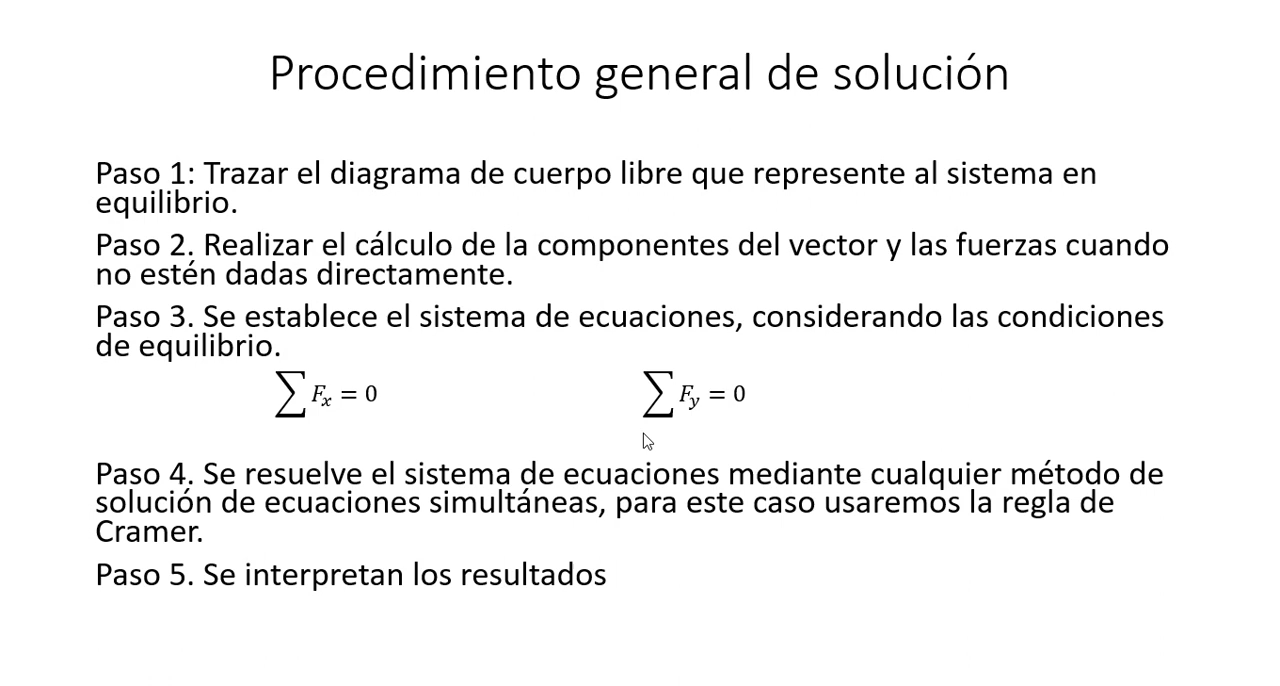 Procedimiento general de solución
Paso 1: Trazar el diagrama de cuerpo libre que represente al sistema en
equilibrio.
Paso 2. Realizar el cálculo de la componentes del vector y las fuerzas cuando
no estén dadas directamente.
Paso 3. Se establece el sistema de ecuaciones, considerando las condiciones
de equilibrio.
∑ Fₓ = 0 ∑ F_y = 0
Paso 4. Se resuelve el sistema de ecuaciones mediante cualquier método de
solución de ecuaciones simultáneas, para este caso usaremos la regla de
Cramer.
Paso 5. Se interpretan los resultados